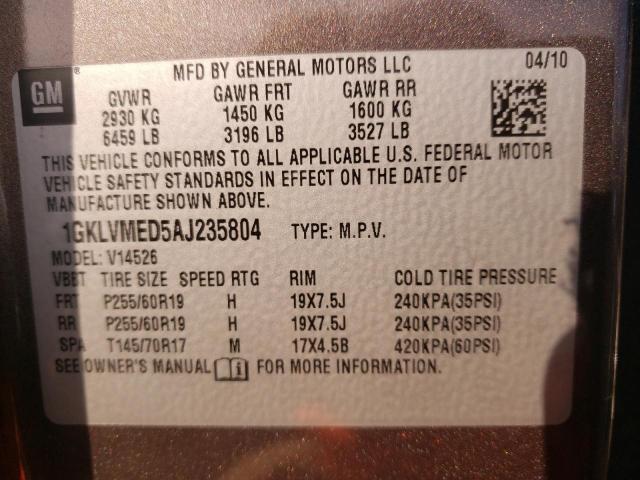 MFD BY GENERAL MOTORS LLC 04/10
GM ®
GVWR GAWR FRT GAWR RR
2930 KG 1450 KG 1600 KG
6459 LB 3196 LB 3527 LB
THIS VEHICLE CONFORMS TO ALL APPLICABLE U.S. FEDERAL MOTOR
VEHICLE SAFETY STANDARDS IN EFFECT ON THE DATE OF
MANUFACTURE SHOWN ABOVE.
1GKLVMED5AJ235804 TYPE: M.P.V.
MODEL: V14526
VBBT TIRE SIZE SPEED RTG RIM COLD TIRE PRESSURE
FRT P255/60R19 H 19X7.5J 240KPA(35PSI)
RR P255/60R19 H 19X7.5J 240KPA(35PSI)
SPA T145/70R17 M 17X4.5B 420KPA(60PSI)
SEE OWNER'S MANUAL i FOR MORE INFORMATION.